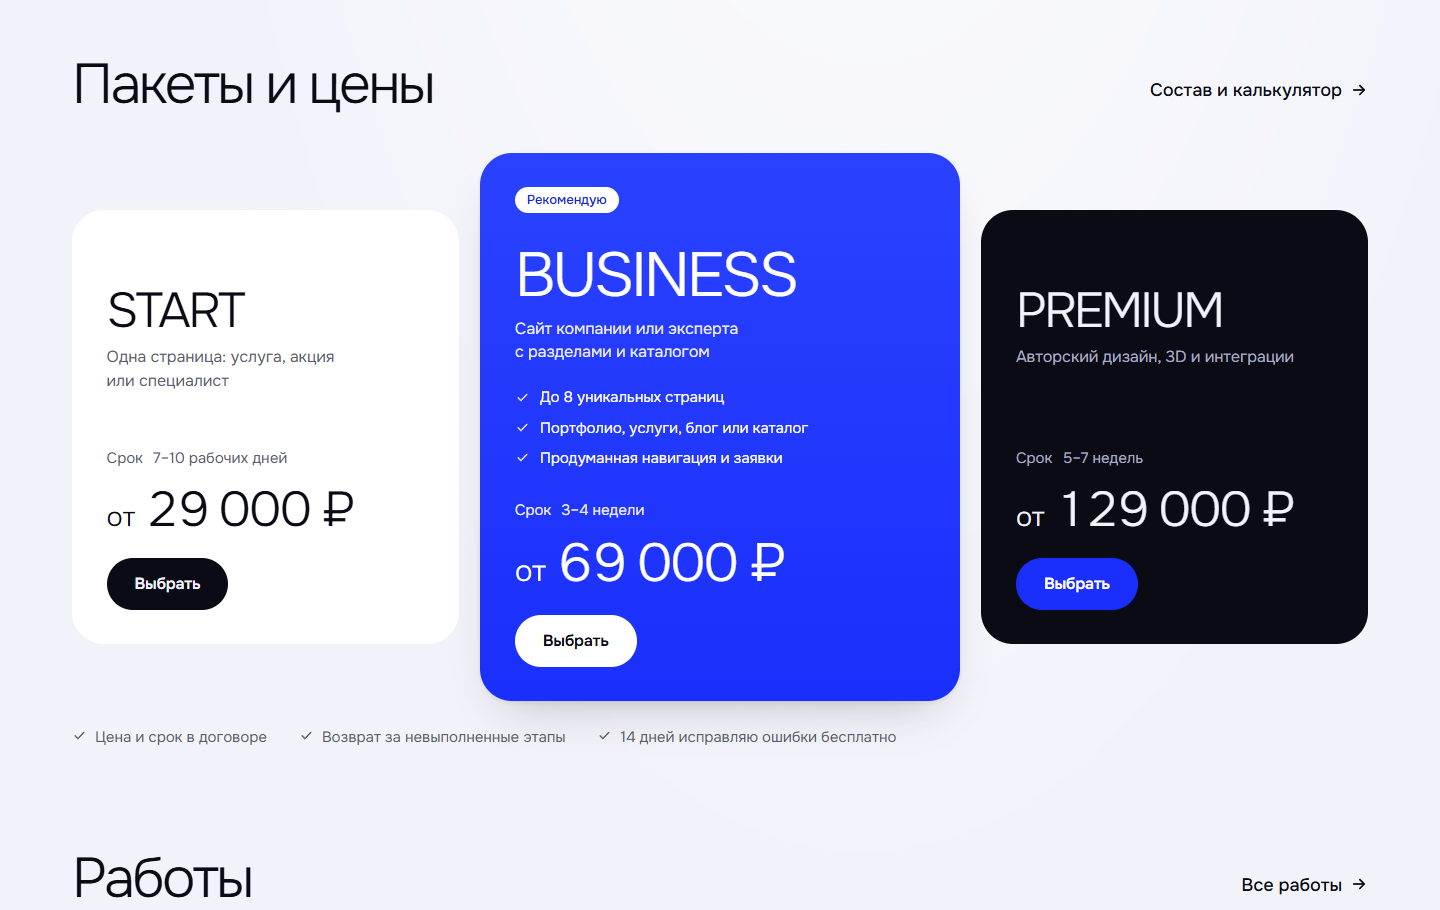 Пакеты и цены
Состав и калькулятор
START
Одна страница: услуга, акция
или специалист
Срок 7–10 рабочих дней
от 29 000 ₽
Выбрать
Рекомендую
BUSINESS
Сайт компании или эксперта
с разделами и каталогом
До 8 уникальных страниц
Портфолио, услуги, блог или каталог
Продуманная навигация и заявки
Срок 3–4 недели
от 69 000 ₽
Выбрать
PREMIUM
Авторский дизайн, 3D и интеграции
Срок 5–7 недель
от 129 000 ₽
Выбрать
Цена и срок в договоре
Возврат за невыполненные этапы
14 дней исправляю ошибки бесплатно
Работы
Все работы